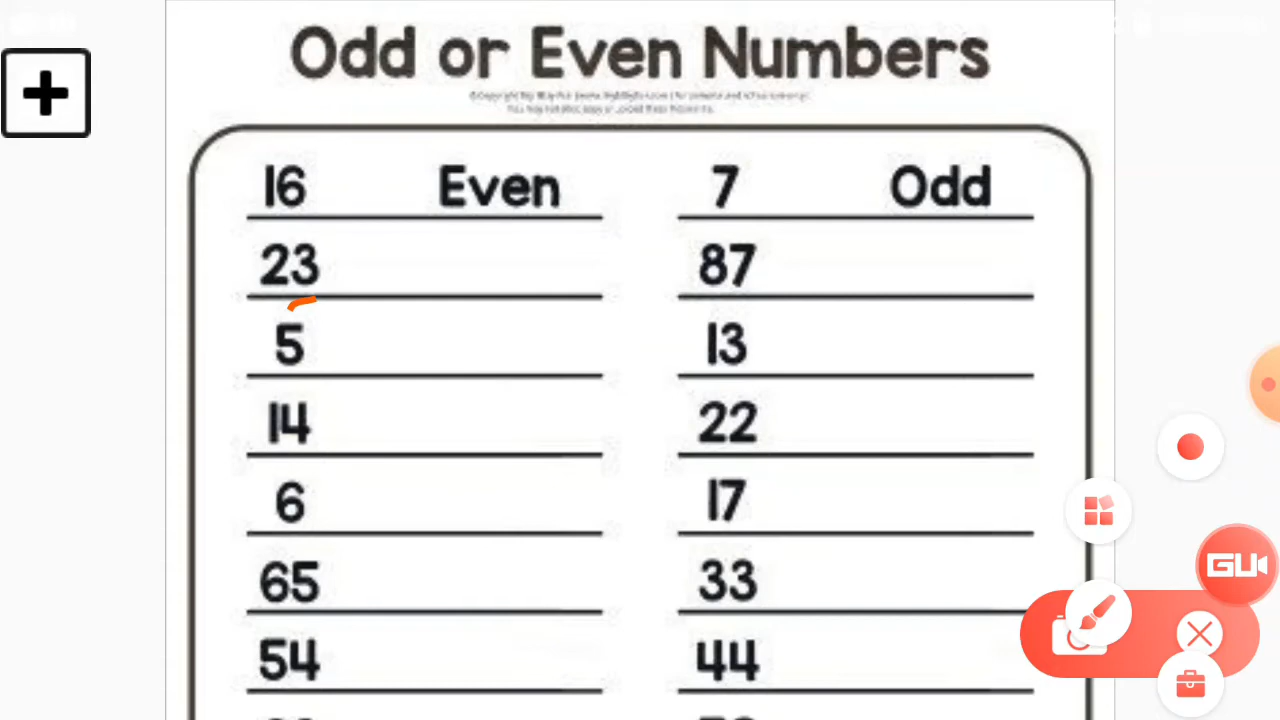 Odd or Even Numbers
16 Even 7 Odd
23 87
5 13
14 22
6 17
65 33
54 44
GU